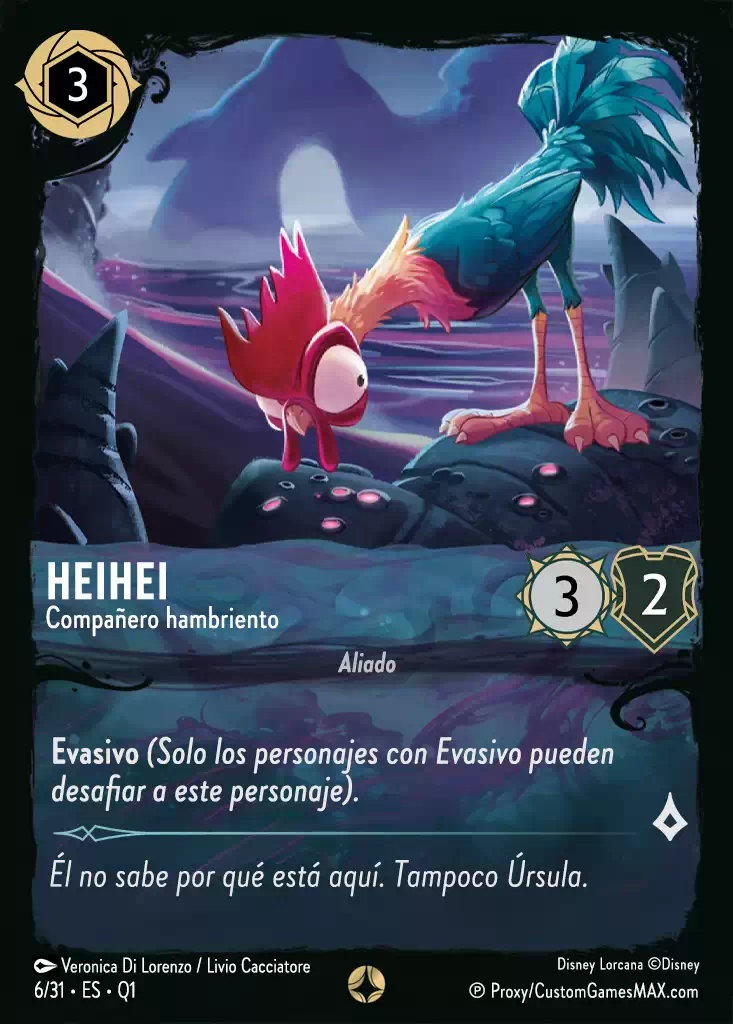 3
HEIHEI
Compañero hambriento
3
2
Aliado
Evasivo (Solo los personajes con Evasivo pueden
desafiar a este personaje).
Él no sabe por qué está aquí. Tampoco Úrsula.
Veronica Di Lorenzo / Livio Cacciatore
Disney Lorcana ©Disney
6/31 • ES • Q1
Ⓟ Proxy/CustomGamesMAX.com